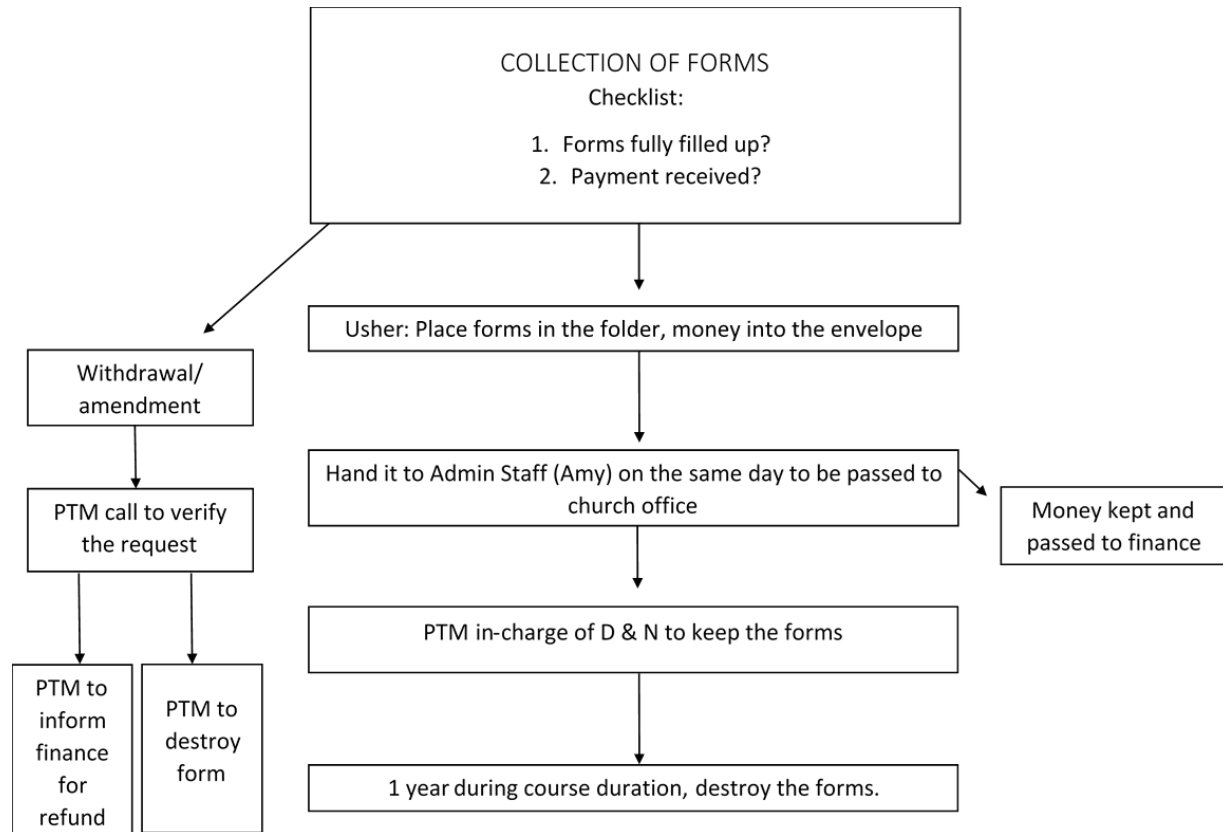 COLLECTION OF FORMS
Checklist:
1. Forms fully filled up?
2. Payment received?
Usher: Place forms in the folder, money into the envelope
Withdrawal/
amendment
Hand it to Admin Staff (Amy) on the same day to be passed to
church office
Money kept and
passed to finance
PTM call to verify
the request
PTM in-charge of D & N to keep the forms
PTM to
inform
finance
for
refund
PTM to
destroy
form
1 year during course duration, destroy the forms.